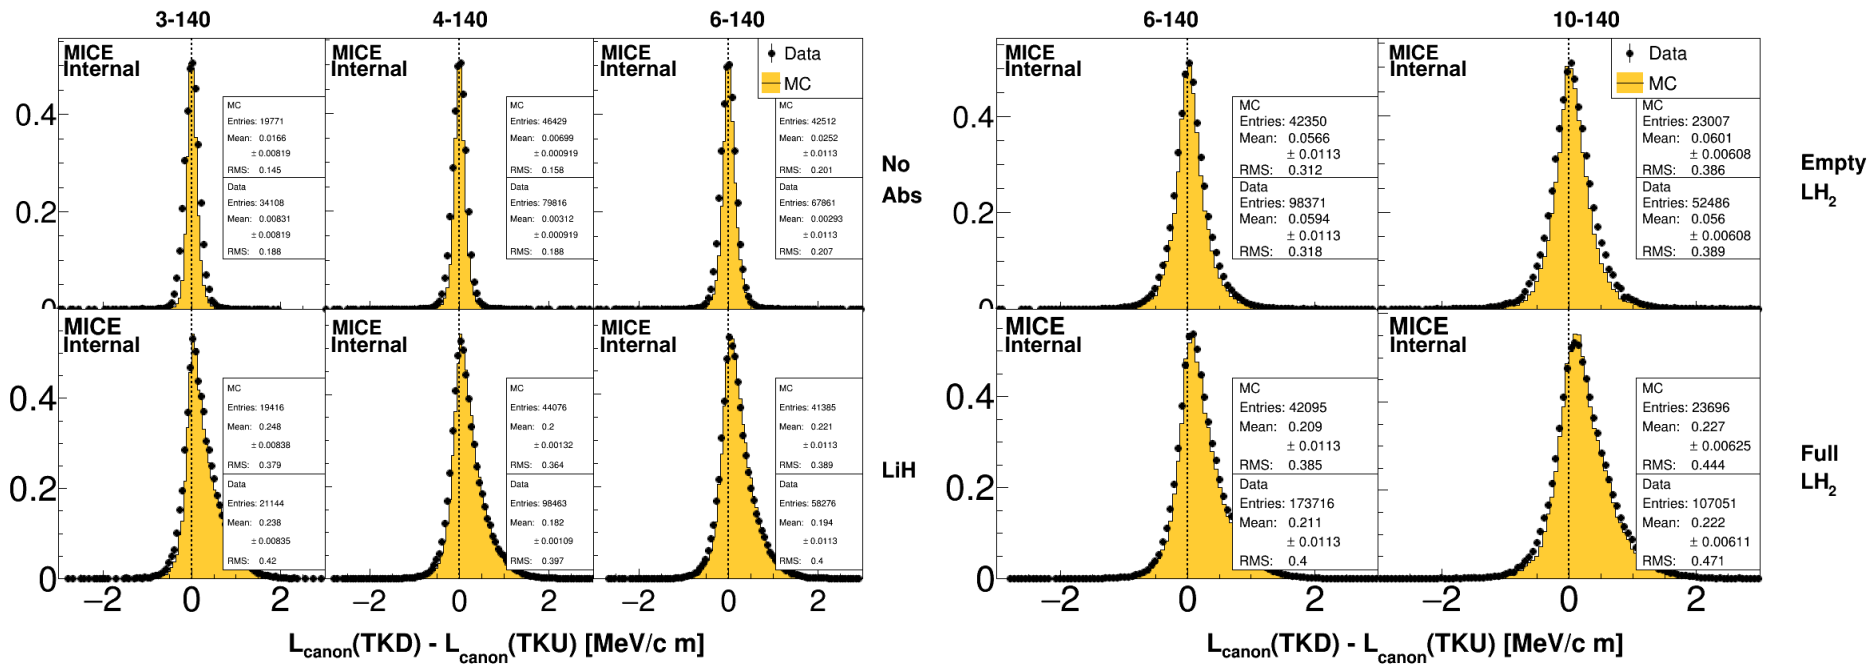 3-140
4-140
6-140
6-140
10-140
MICE
Internal
MC
Entries: 19771
Mean: 0.0166
± 0.00819
RMS: 0.145
Data
Entries: 34108
Mean: 0.00831
± 0.00819
RMS: 0.188
MICE
Internal
MC
Entries: 46429
Mean: 0.00699
± 0.000919
RMS: 0.158
Data
Entries: 79816
Mean: 0.00312
± 0.000919
RMS: 0.188
MICE
Internal
Data
MC
MC
Entries: 42512
Mean: 0.0252
± 0.0113
RMS: 0.201
Data
Entries: 67861
Mean: 0.00293
± 0.0113
RMS: 0.207
No
Abs
MICE
Internal
MC
Entries: 42350
Mean: 0.0566
± 0.0113
RMS: 0.312
Data
Entries: 98371
Mean: 0.0594
± 0.0113
RMS: 0.318
MICE
Internal
Data
MC
MC
Entries: 23007
Mean: 0.0601
± 0.00608
RMS: 0.386
Data
Entries: 52486
Mean: 0.056
± 0.00608
RMS: 0.389
Empty
LH2
0.4
0.2
0
0.4
0.2
0
MICE
Internal
MC
Entries: 19416
Mean: 0.248
± 0.00838
RMS: 0.379
Data
Entries: 21144
Mean: 0.238
± 0.00835
RMS: 0.42
MICE
Internal
MC
Entries: 44076
Mean: 0.2
± 0.00132
RMS: 0.364
Data
Entries: 98463
Mean: 0.182
± 0.00109
RMS: 0.397
MICE
Internal
MC
Entries: 41385
Mean: 0.221
± 0.0113
RMS: 0.389
Data
Entries: 58276
Mean: 0.194
± 0.0113
RMS: 0.4
LiH
MICE
Internal
MC
Entries: 42095
Mean: 0.209
± 0.0113
RMS: 0.385
Data
Entries: 173716
Mean: 0.211
± 0.0113
RMS: 0.4
MICE
Internal
MC
Entries: 23696
Mean: 0.227
± 0.00625
RMS: 0.444
Data
Entries: 107051
Mean: 0.222
± 0.00611
RMS: 0.471
Full
LH2
0.4
0.2
0
0.4
0.2
0
−2 0 2 −2 0 2 −2 0 2
−2 0 2 −2 0 2
Lcanon(TKD) - Lcanon(TKU) [MeV/c m]
Lcanon(TKD) - Lcanon(TKU) [MeV/c m]